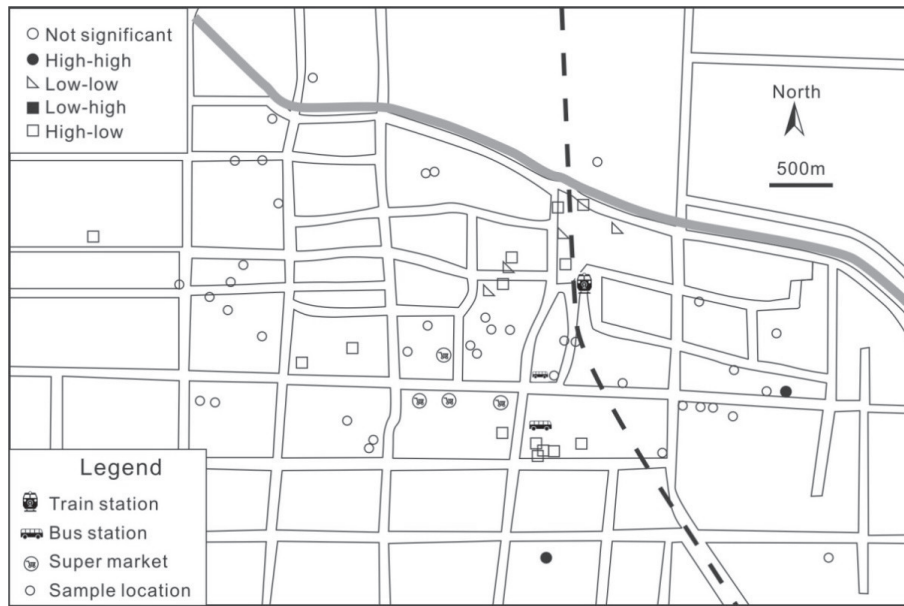 Not significant
High-high
Low-low
Low-high
High-low
North
500m
Legend
Train station
Bus station
Super market
Sample location